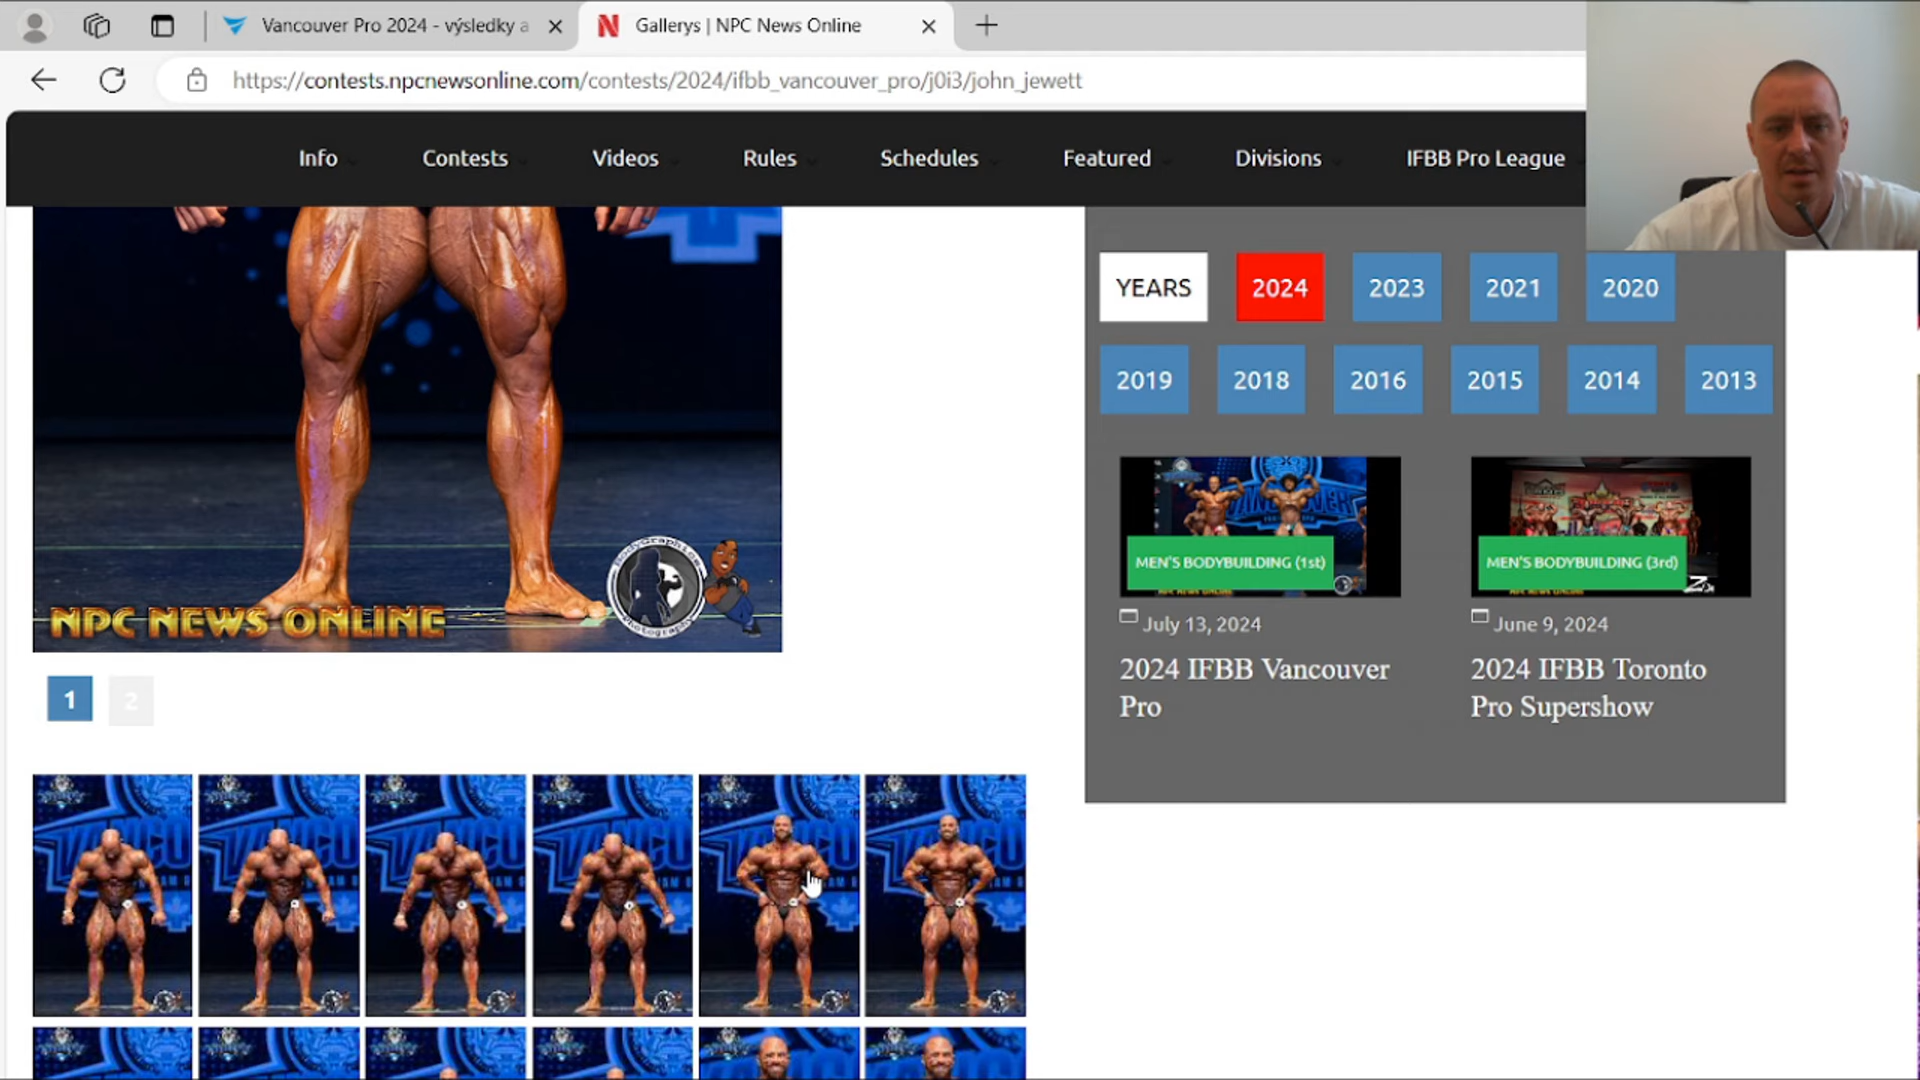 Vancouver Pro 2024 - výsledky a
Gallerys | NPC News Online
https://contests.npcnewsonline.com/contests/2024/ifbb_vancouver_pro/j0i3/john_jewett
Info
Contests
Videos
Rules
Schedules
Featured
Divisions
IFBB Pro League
YEARS
2024
2023
2021
2020
2019
2018
2016
2015
2014
2013
MEN'S BODYBUILDING (1st)
July 13, 2024
2024 IFBB Vancouver
Pro
MEN'S BODYBUILDING (3rd)
June 9, 2024
2024 IFBB Toronto
Pro Supershow
NPC NEWS ONLINE
BodyGraphics
Photography
1
2